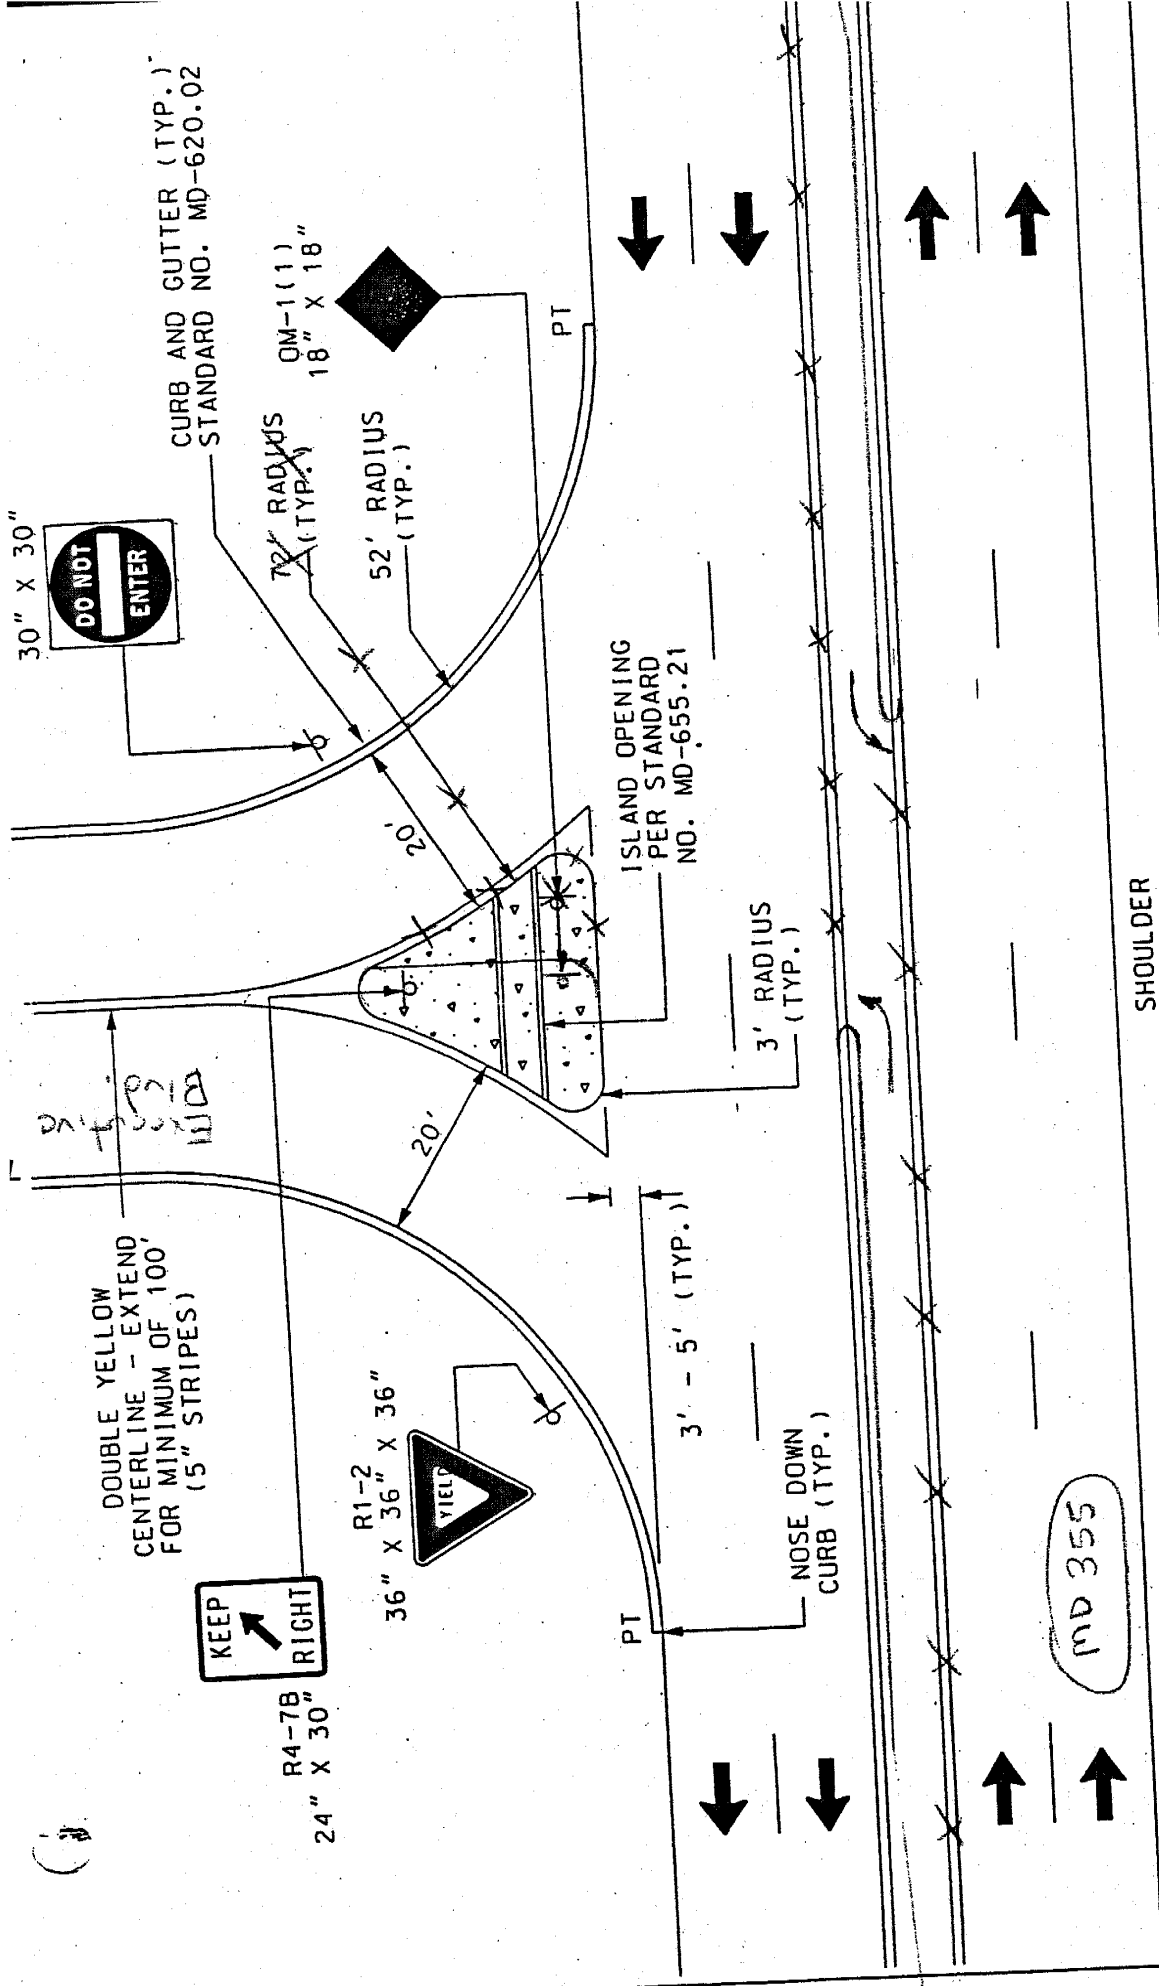 30" X 30"
DO NOT
ENTER
CURB AND GUTTER (TYP.)
STANDARD NO. MD-620.02
72' RADIUS
(TYP.)
OM-1(1)
18" X 18"
52' RADIUS
(TYP.)
PT
20'
ISLAND OPENING
PER STANDARD
NO. MD-655.21
3' RADIUS
(TYP.)
Executive
Blvd.
20'
DOUBLE YELLOW
CENTERLINE - EXTEND
FOR MINIMUM OF 100'
(5" STRIPES)
KEEP
RIGHT
R4-7B
24" X 30"
R1-2
36" X 36" X 36"
YIELD
3' - 5' (TYP.)
PT
NOSE DOWN
CURB (TYP.)
MD 355
SHOULDER